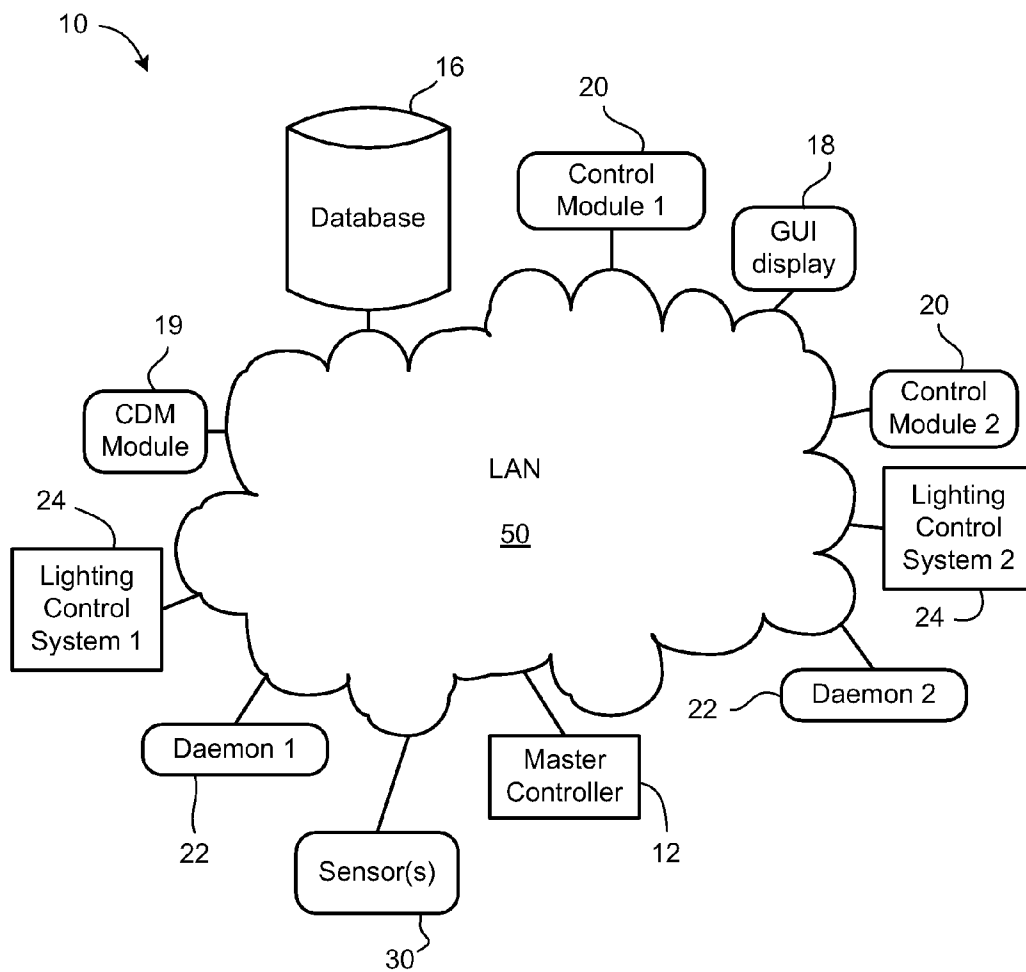 10
16
20
18
Database
Control
Module 1
GUI
display
19
20
CDM
Module
Control
Module 2
LAN
50
24
Lighting
Control
System 2
Lighting
Control
System 1
24
22
Daemon 2
Daemon 1
Master
Controller
22
12
Sensor(s)
30